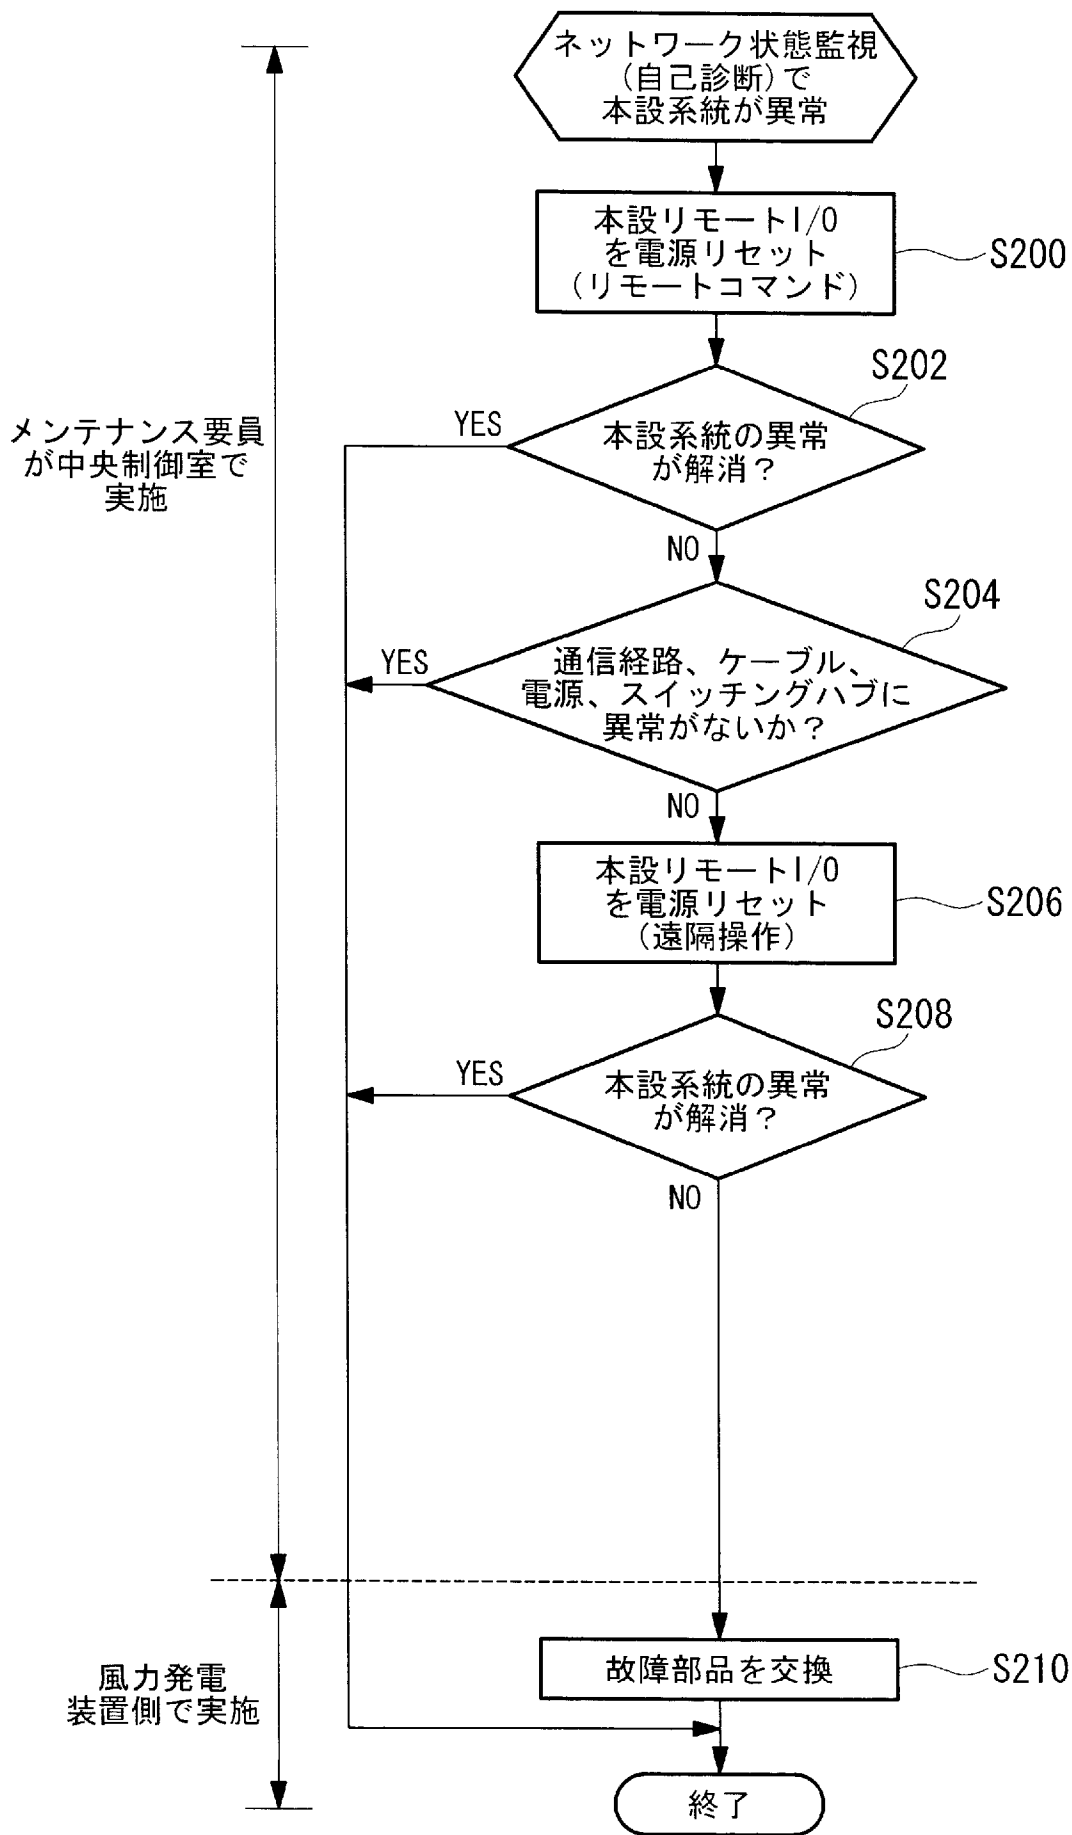 ネットワーク状態監視
(自己診断)で
本設系統が異常
本設リモートI/O
を電源リセット
(リモートコマンド)
S200
S202
YES
本設系統の異常
が解消?
メンテナンス要員
が中央制御室で
実施
NO
S204
YES
通信経路、ケーブル、
電源、スイッチングハブに
異常がないか?
NO
本設リモートI/O
を電源リセット
(遠隔操作)
S206
S208
YES
本設系統の異常
が解消?
NO
故障部品を交換
S210
風力発電
装置側で実施
終了